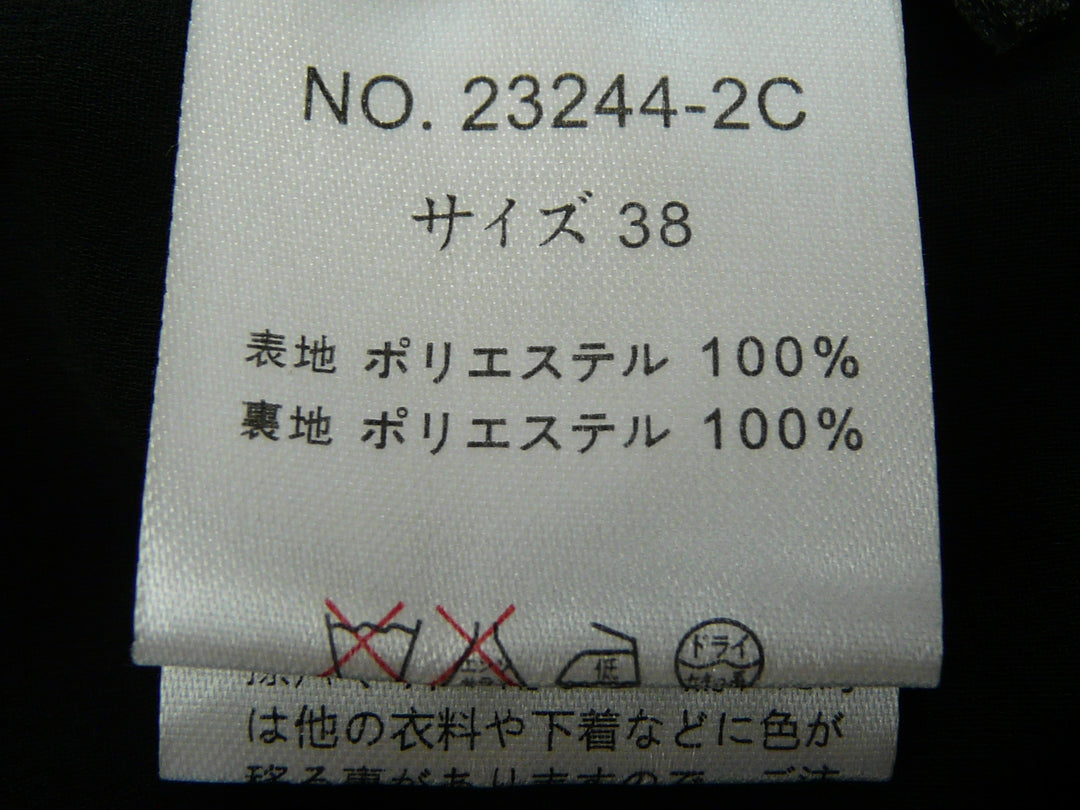 NO. 23244-2C
サイズ 38
表地 ポリエステル 100%
裏地 ポリエステル 100%
低 ドライ
は他の衣料や下着などに色が